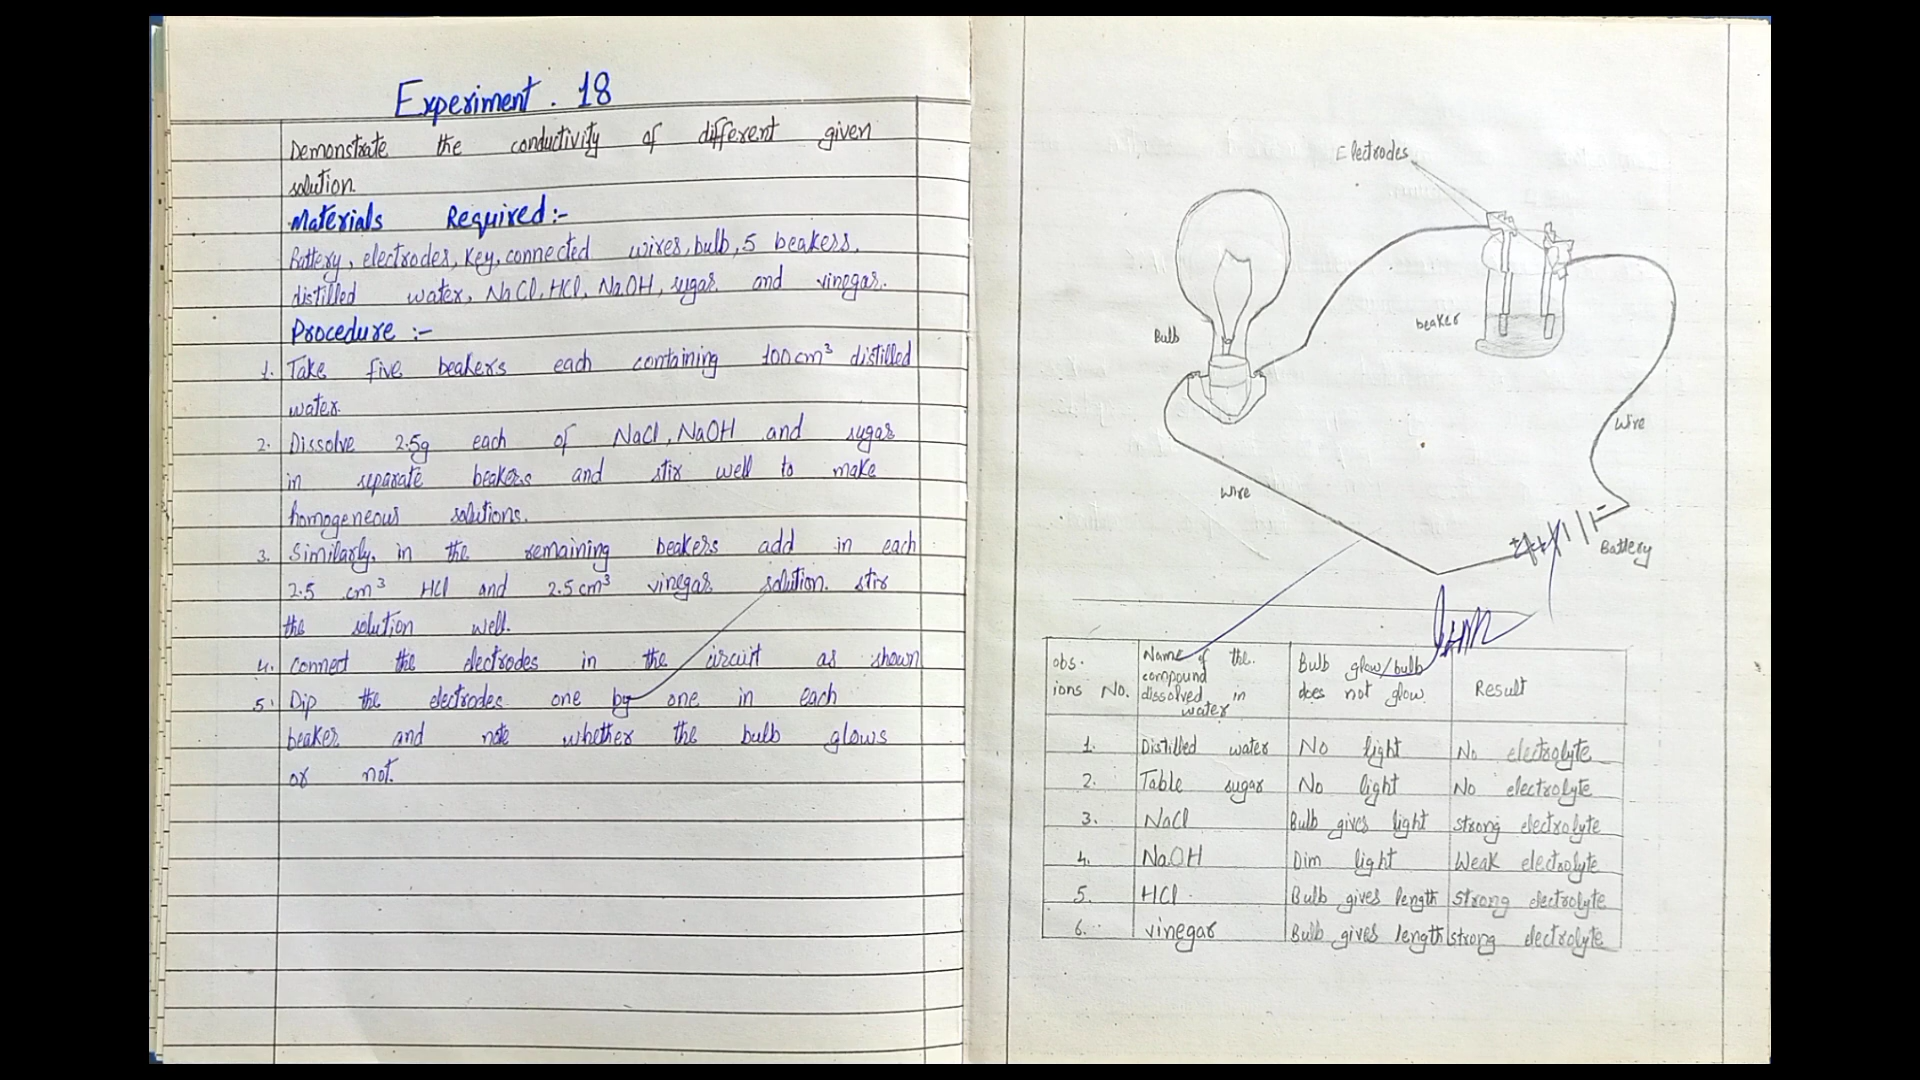 Experiment. 18
Demonstrate the conductivity of different given
solution.
Materials Required:-
Battery, electrodes, Key, connected wires, bulb, 5 beakers,
distilled water, NaCl, HCl, NaOH, sugar and vinegar.
Procedure :-
1. Take five beakers each containing 100cm³ distilled
water.
2. Dissolve 2.5g each of NaCl, NaOH and sugar
in separate beakers and stir well to make
homogeneous solutions.
3. Similarly, in the remaining beakers add in each
2.5 cm³ HCl and 2.5cm³ vinegar solution. stir
the solution well.
4. Connect the electrodes in the circuit as shown
5. Dip the electrodes one by one in each
beaker and note whether the bulb glows
or not.
Electrodes
Bulb
beaker
Wire
Wire
Battery
obs. ions No.
Name of the compound dissolved in water
Bulb glow/bulb does not glow
Result
1. Distilled water No light No electrolyte
2. Table sugar No light No electrolyte
3. NaCl Bulb gives light strong electrolyte
4. NaOH Dim light Weak electrolyte
5. HCl Bulb gives length strong electrolyte
6. vinegar Bulb gives length strong electrolyte